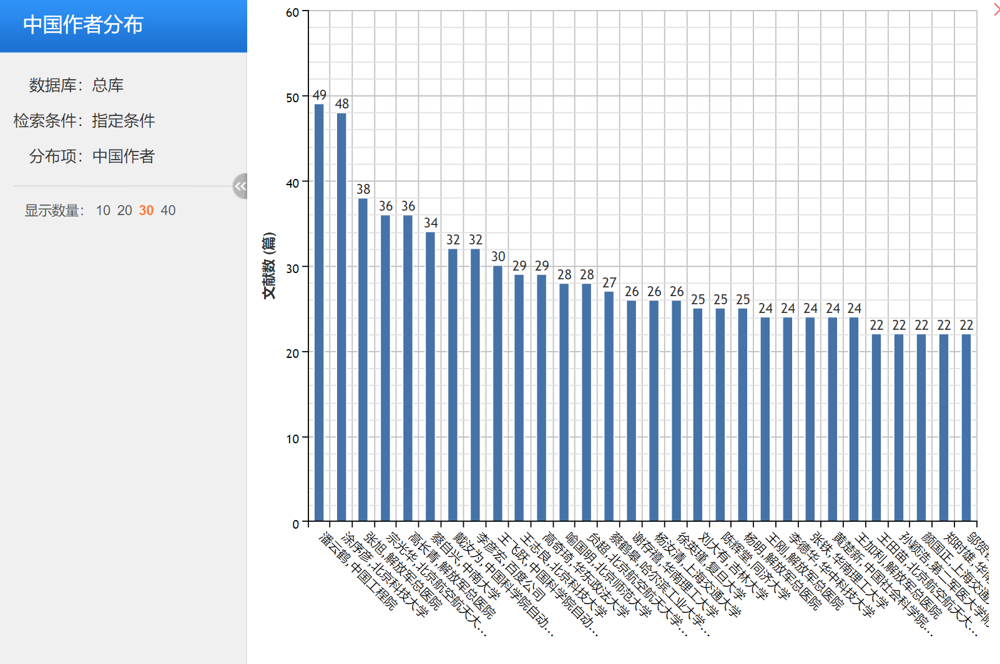 中国作者分布
数据库：总库
检索条件：指定条件
分布项：中国作者
显示数量： 10 20 30 40
文献数 (篇)
60
50
40
30
20
10
0
49
48
38
36
36
34
32
32
30
29
29
28
28
27
26
26
26
25
25
25
24
24
24
24
24
22
22
22
22
22
潘云鹤,中国工程院
涂序彦,北京科技大学
张旭,解放军总医院
宗光华,北京航空航天大...
高长青,解放军总医院
蔡自兴,中南大学
戴汝为,中国科学院自动...
李彦宏,百度公司
王飞跃,中国科学院自动...
王志良,北京科技大学
高奇琦,华东政法大学
喻国明,北京师范大学
贠超,北京航空航天大学...
蔡鹤皋,哈尔滨工业大学...
谢存禧,华南理工大学
杨汝清,上海交通大学
徐英瑾,复旦大学
刘大有,吉林大学
陈辉堂,同济大学
杨明,解放军总医院
王刚,解放军总医院
李德华,华中科技大学
张铁,华南理工大学
黄楚新,中国社会科学院...
王加利,解放军总医院
王田苗,北京航空航天大...
孙颖浩,第二军医大学附
颜国正,上海交通
郑时雄,华南
邬贺铨